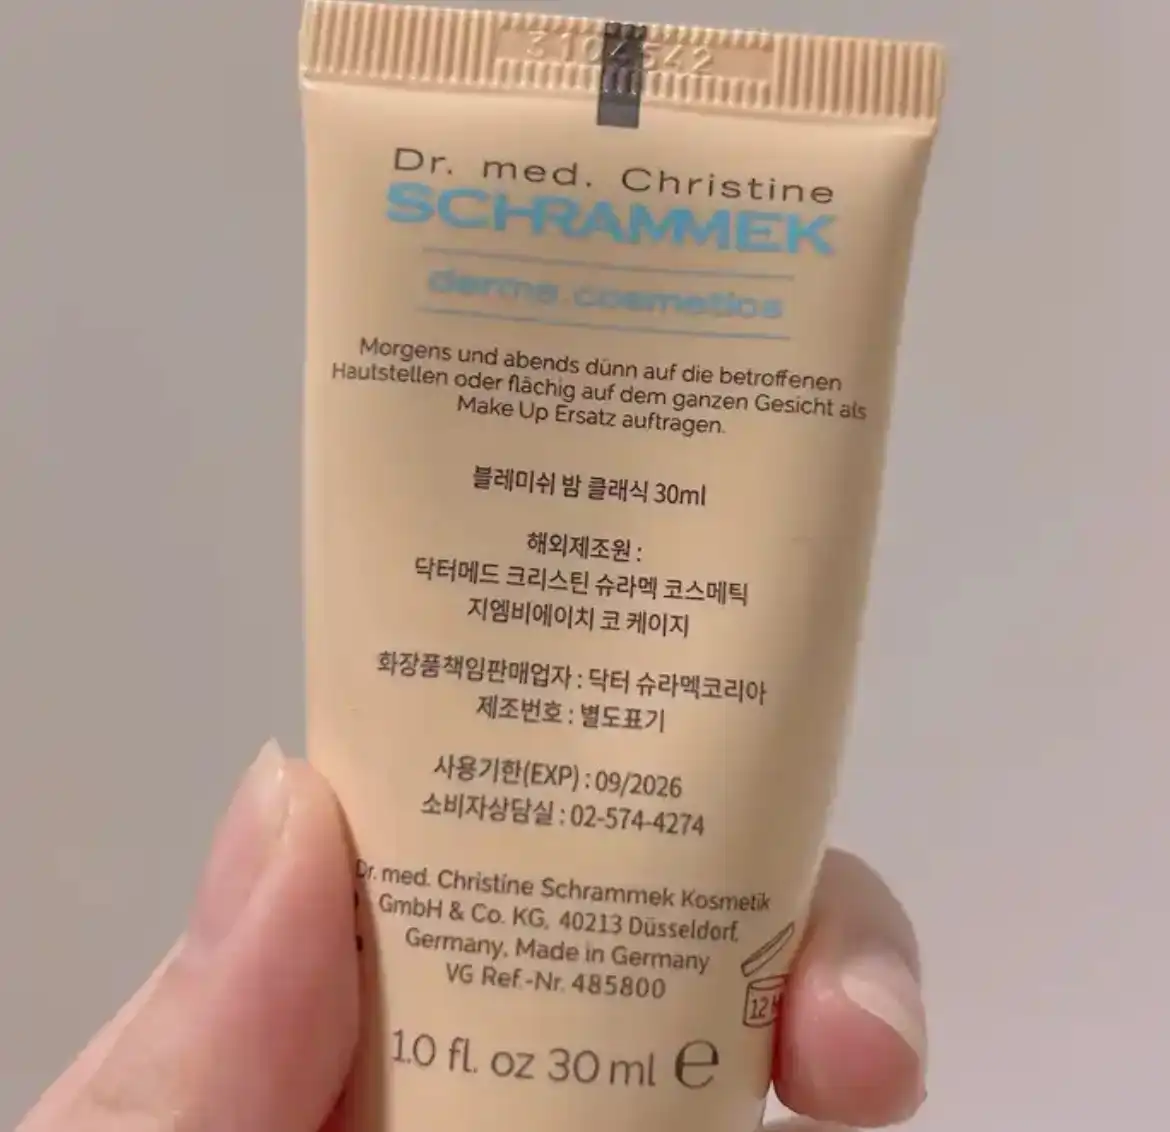 3104542
Dr. med. Christine
SCHRAMMEK
derma.cosmetics
Morgens und abends dünn auf die betroffenen
Hautstellen oder flächig auf dem ganzen Gesicht als
Make Up Ersatz auftragen.
블레미쉬 밤 클래식 30ml
해외제조원 :
닥터메드 크리스틴 슈라멕 코스메틱
지엠비에이치 코 케이지
화장품책임판매업자 : 닥터 슈라멕코리아
제조번호 : 별도표기
사용기한(EXP) : 09/2026
소비자상담실 : 02-574-4274
Dr. med. Christine Schrammek Kosmetik
GmbH & Co. KG, 40213 Düsseldorf,
Germany, Made in Germany
VG Ref.-Nr. 485800
12
1.0 fl. oz 30 ml e